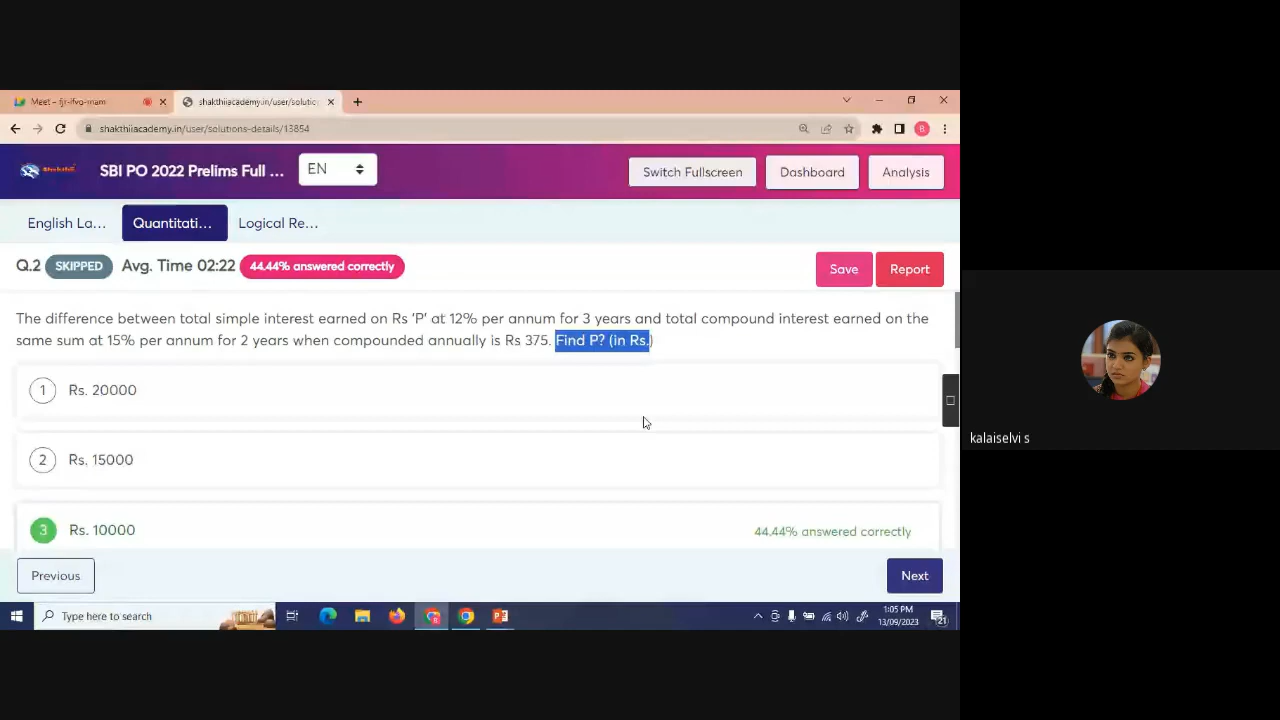 Meet – fjr-ifvg-mam
shakthiiacademy.in/user/solutio
shakthiiacademy.in/user/solutions-details/13854
B
SBI PO 2022 Prelims Full ...
EN
Switch Fullscreen
Dashboard
Analysis
English La...
Quantitati...
Logical Re...
Q.2 SKIPPED Avg. Time 02:22 44.44% answered correctly
Save
Report
The difference between total simple interest earned on Rs 'P' at 12% per annum for 3 years and total compound interest earned on the
same sum at 15% per annum for 2 years when compounded annually is Rs 375. Find P? (in Rs.)
1 Rs. 20000
2 Rs. 15000
3 Rs. 10000 44.44% answered correctly
kalaiselvi s
Previous
Next
Type here to search
1:05 PM
13/09/2023
21